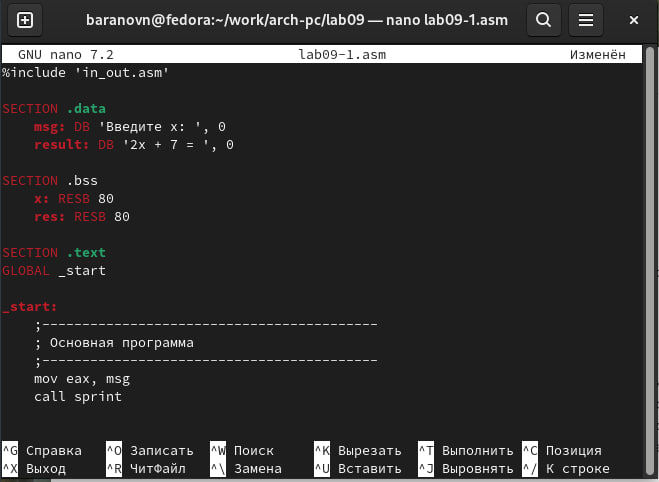 baranovn@fedora:~/work/arch-pc/lab09 — nano lab09-1.asm
GNU nano 7.2 lab09-1.asm Изменён
%include 'in_out.asm'
SECTION .data
msg: DB 'Введите x: ', 0
result: DB '2x + 7 = ', 0
SECTION .bss
x: RESB 80
res: RESB 80
SECTION .text
GLOBAL _start
_start:
;------------------------------------------
; Основная программа
;------------------------------------------
mov eax, msg
call sprint
^G Справка ^O Записать ^W Поиск ^K Вырезать ^T Выполнить ^C Позиция
^X Выход ^R ЧитФайл ^\ Замена ^U Вставить ^J Выровнять ^/ К строке